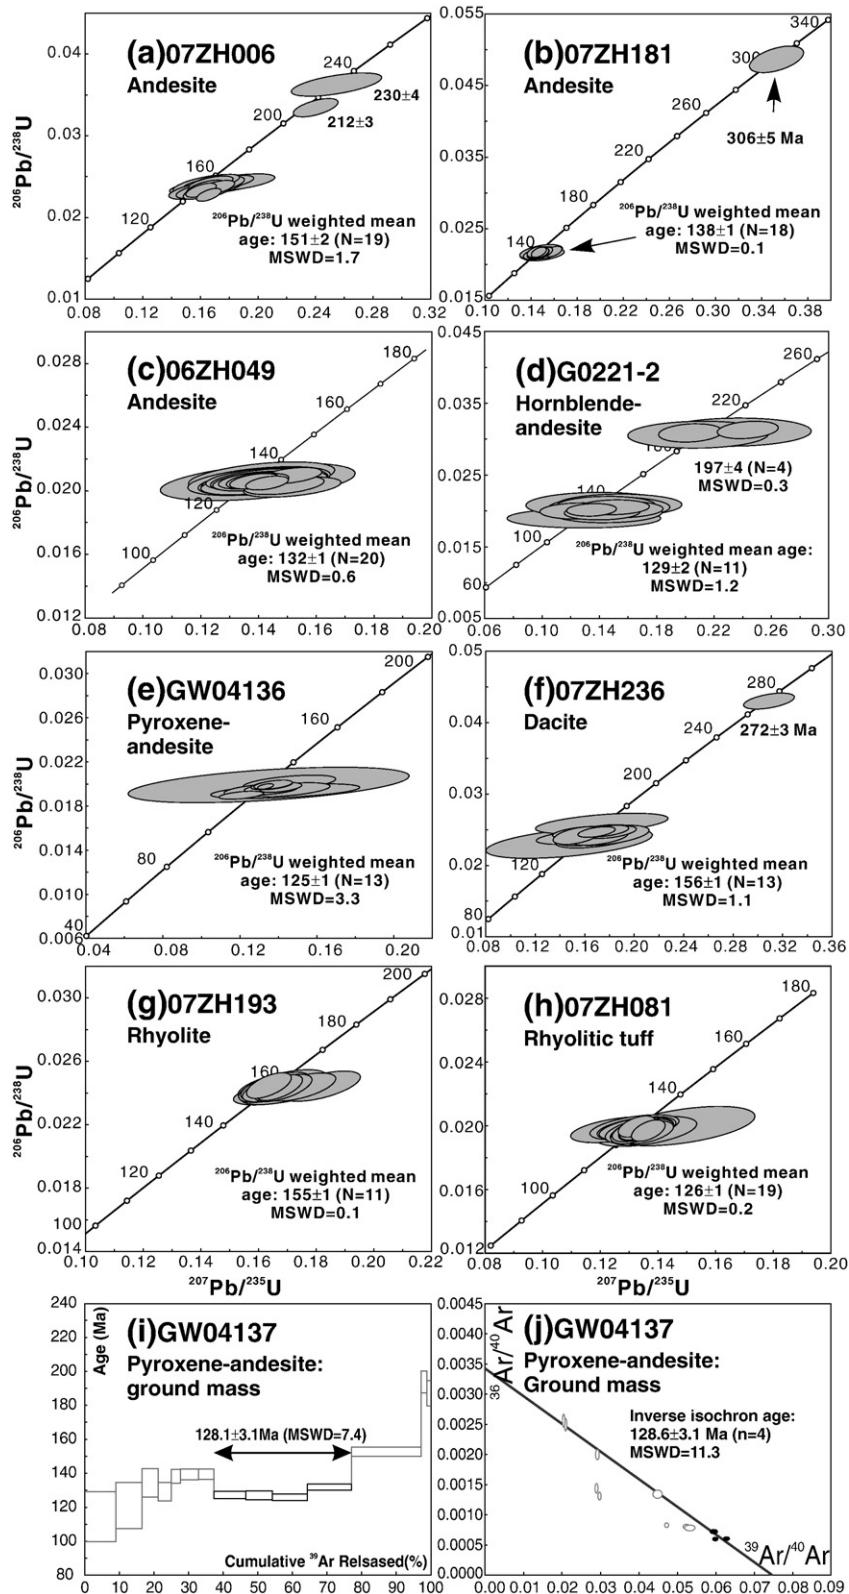 (a)07ZH006
Andesite
0.04
0.03
0.02
0.01
206Pb/238U
120
160
200
240
230±4
212±3
206Pb/238U weighted mean
age: 151±2 (N=19)
MSWD=1.7
0.08 0.12 0.16 0.20 0.24 0.28 0.32
(b)07ZH181
Andesite
0.055
0.045
0.035
0.025
0.015
140
180
220
260
300
340
306±5 Ma
206Pb/238U weighted mean
age: 138±1 (N=18)
MSWD=0.1
0.10 0.14 0.18 0.22 0.26 0.30 0.34 0.38
(c)06ZH049
Andesite
0.028
0.024
0.020
0.016
0.012
206Pb/238U
100
120
140
160
180
206Pb/238U weighted mean
age: 132±1 (N=20)
MSWD=0.6
0.08 0.10 0.12 0.14 0.16 0.18 0.20
(d)G0221-2
Hornblende-
andesite
0.045
0.035
0.025
0.015
0.005
60
100
140
180
220
260
197±4 (N=4)
MSWD=0.3
206Pb/238U weighted mean age:
129±2 (N=11)
MSWD=1.2
0.06 0.10 0.14 0.18 0.22 0.26 0.30
(e)GW04136
Pyroxene-
andesite
0.030
0.026
0.022
0.018
0.014
0.010
0.006
206Pb/238U
40
80
160
200
206Pb/238U weighted mean
age: 125±1 (N=13)
MSWD=3.3
0.04 0.08 0.12 0.16 0.20
(f)07ZH236
Dacite
0.05
0.04
0.03
0.02
0.01
80
120
200
240
280
272±3 Ma
206Pb/238U weighted mean
age: 156±1 (N=13)
MSWD=1.1
0.08 0.12 0.16 0.20 0.24 0.28 0.32 0.36
(g)07ZH193
Rhyolite
0.030
0.026
0.022
0.018
0.014
206Pb/238U
100
120
140
160
180
200
206Pb/238U weighted mean
age: 155±1 (N=11)
MSWD=0.1
0.10 0.12 0.14 0.16 0.18 0.20 0.22
207Pb/235U
(h)07ZH081
Rhyolitic tuff
0.028
0.024
0.020
0.016
0.012
100
140
160
180
206Pb/238U weighted mean
age: 126±1 (N=19)
MSWD=0.2
0.08 0.10 0.12 0.14 0.16 0.18 0.20
207Pb/235U
(i)GW04137
Pyroxene-andesite:
ground mass
Age (Ma)
240
220
200
180
160
140
120
100
80
128.1±3.1Ma (MSWD=7.4)
Cumulative 39Ar Relsased(%)
0 10 20 30 40 50 60 70 80 90 100
(j)GW04137
Pyroxene-andesite:
Ground mass
36Ar/40Ar
0.0045
0.0040
0.0035
0.0030
0.0025
0.0020
0.0015
0.0010
0.0005
0.0000
Inverse isochron age:
128.6±3.1 Ma (n=4)
MSWD=11.3
39Ar/40Ar
0.00 0.01 0.02 0.03 0.04 0.05 0.06 0.07 0.08 0.09